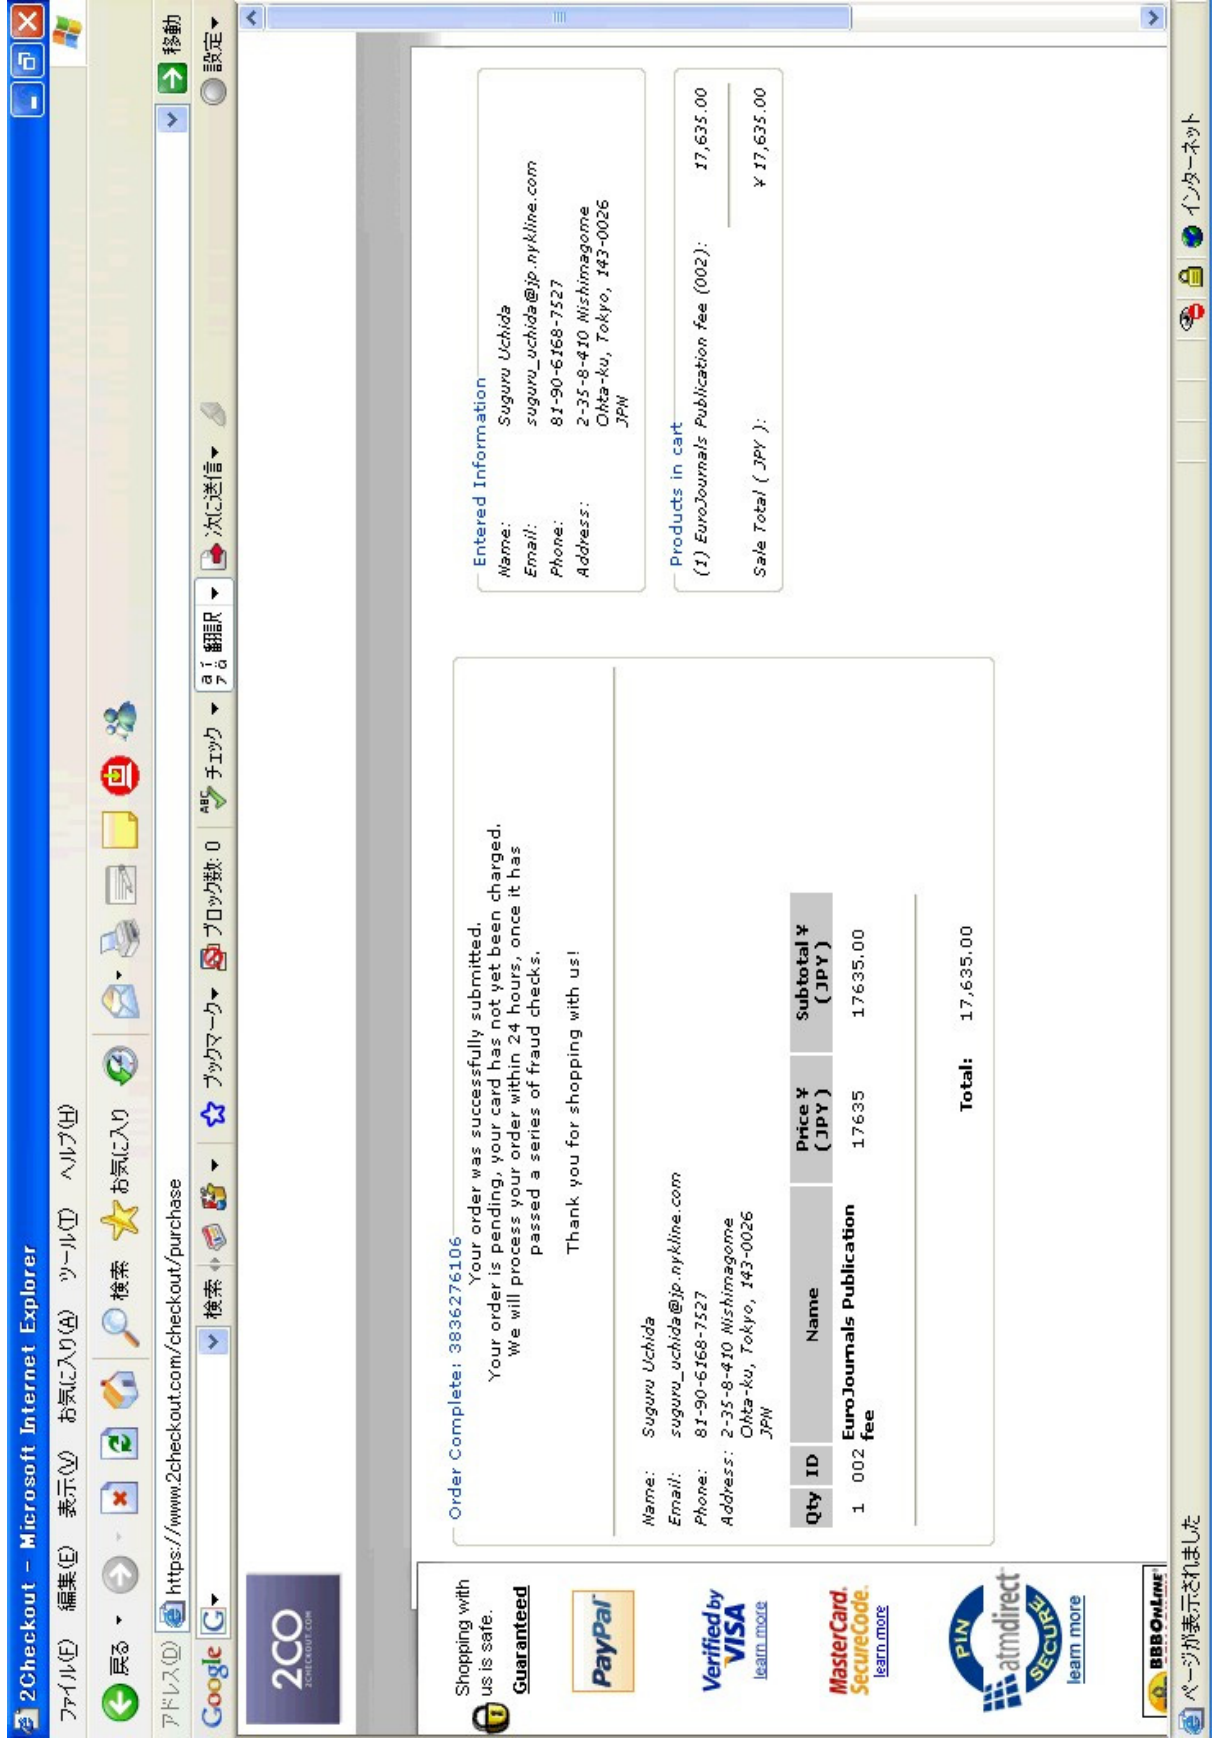 2Checkout - Microsoft Internet Explorer
ファイル(F) 編集(E) 表示(V) お気に入り(A) ツール(T) ヘルプ(H)
戻る 検索 お気に入り
アドレス(D) https://www.2checkout.com/checkout/purchase 移動
Google G 検索 ブックマーク ブロック数: 0 ABC チェック 翻訳 次に送信 設定
2CO
2CHECKOUT.COM
Shopping with
us is safe.
Guaranteed
PayPal
Verified by
VISA
learn more
MasterCard.
SecureCode.
learn more
PIN
atmdirect
SECURE
learn more
BBBONLINE
Order Complete: 3836276106
Your order was successfully submitted.
Your order is pending, your card has not yet been charged.
We will process your order within 24 hours, once it has
passed a series of fraud checks.
Thank you for shopping with us!
Name: Suguru Uchida
Email: suguru_uchida@jp.nykline.com
Phone: 81-90-6168-7527
Address: 2-35-8-410 Nishimagome
Ohta-ku, Tokyo, 143-0026
JPN
Qty ID Name Price ¥ ( JPY ) Subtotal ¥ ( JPY )
1 002 EuroJournals Publication fee 17635 17635.00
Total: 17,635.00
Entered Information
Name: Suguru Uchida
Email: suguru_uchida@jp.nykline.com
Phone: 81-90-6168-7527
Address: 2-35-8-410 Nishimagome
Ohta-ku, Tokyo, 143-0026
JPN
Products in cart
(1) EuroJournals Publication fee (002): 17,635.00
Sale Total ( JPY ): ¥ 17,635.00
ページが表示されました インターネット